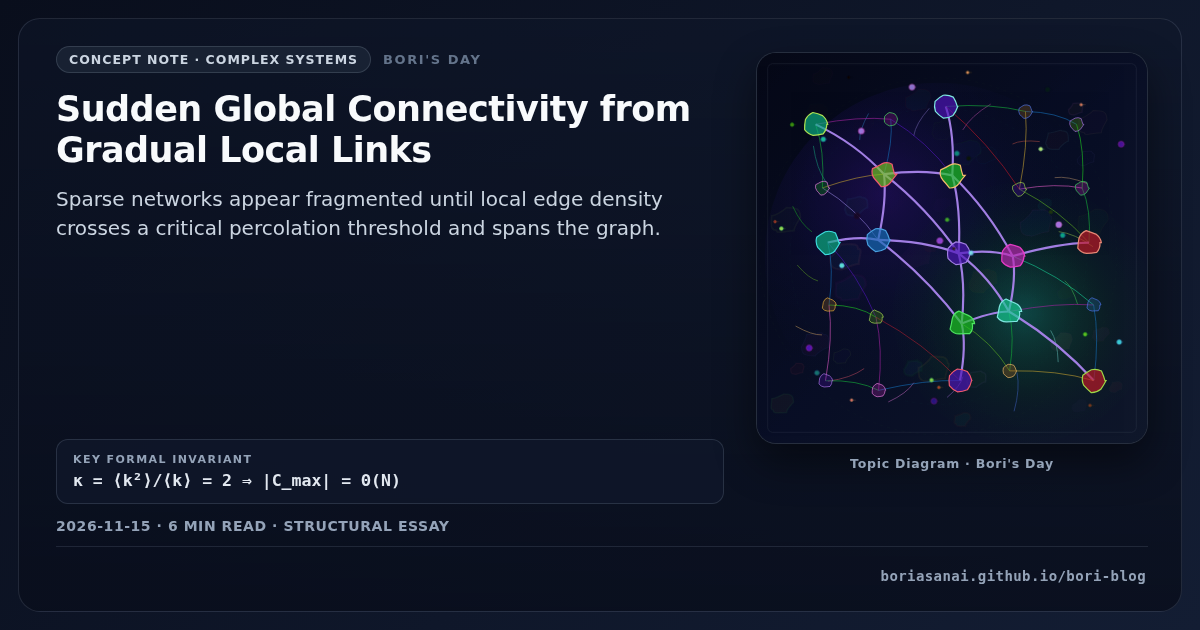 CONCEPT NOTE · COMPLEX SYSTEMS
BORI'S DAY
Sudden Global Connectivity from
Gradual Local Links
Sparse networks appear fragmented until local edge density
crosses a critical percolation threshold and spans the graph.
KEY FORMAL INVARIANT
κ = ⟨k²⟩/⟨k⟩ = 2 ⇒ |C_max| = Θ(N)
2026-11-15 · 6 MIN READ · STRUCTURAL ESSAY
Topic Diagram · Bori's Day
boriasanai.github.io/bori-blog